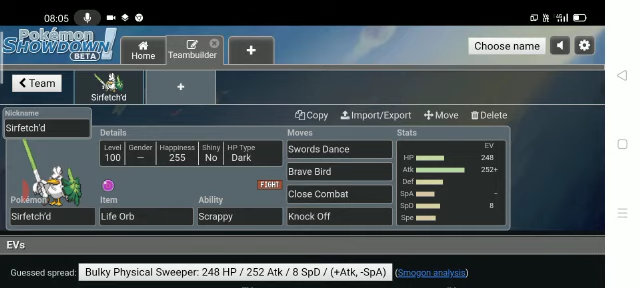 08:05
Pokémon
SHOWDOWN!
BETA
Home
Teambuilder
+
Choose name
< Team
Sirfetch'd
+
Copy Import/Export Move Delete
Nickname
Sirfetch'd
Details
Level Gender Happiness Shiny HP Type
100 — 255 No Dark
FIGHT
Pokémon Item Ability
Sirfetch'd Life Orb Scrappy
Moves
Swords Dance
Brave Bird
Close Combat
Knock Off
Stats
EV
HP 248
Atk 252+
Def
SpA –
SpD 8
Spe
EVs
Guessed spread: Bulky Physical Sweeper: 248 HP / 252 Atk / 8 SpD / (+Atk, -SpA) (Smogon analysis)